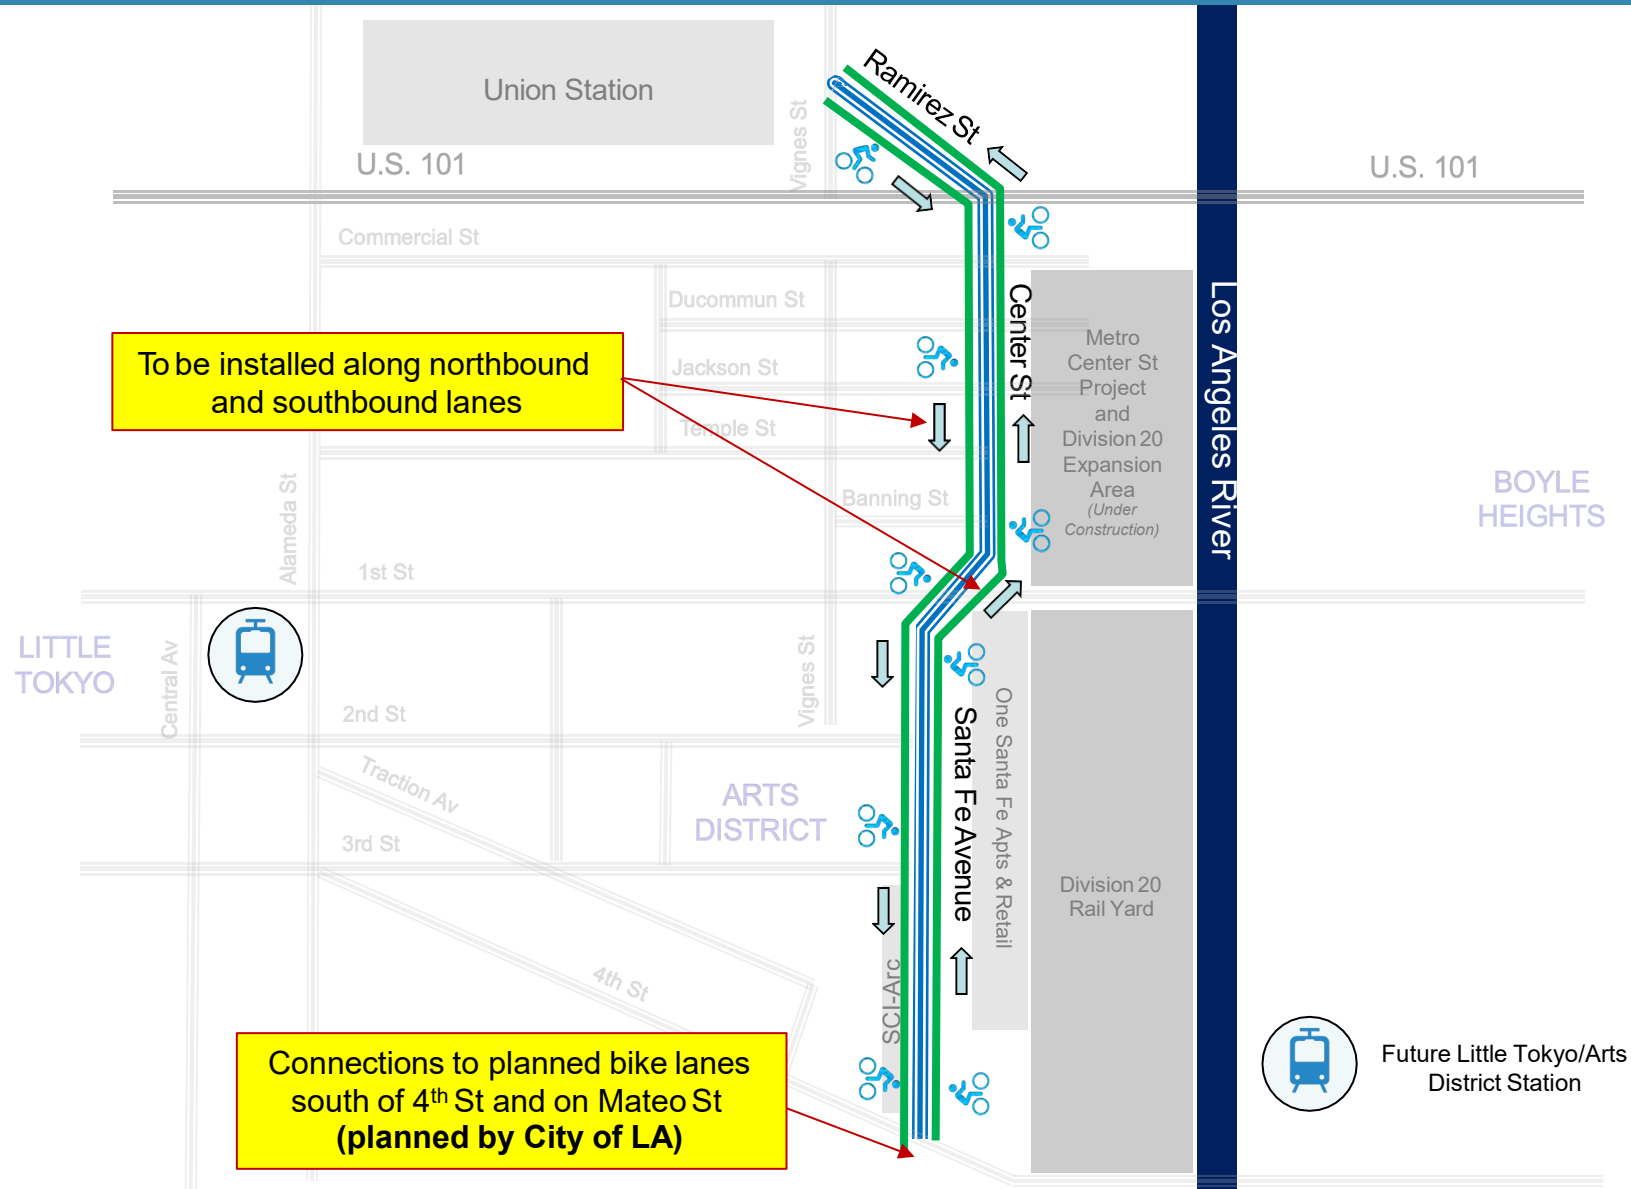 Union Station
Ramirez St
Vignes St
U.S. 101
U.S. 101
Commercial St
Ducommun St
Center St
Los Angeles River
To be installed along northbound
and southbound lanes
Jackson St
Metro
Center St
Project
and
Division 20
Expansion
Area
(Under
Construction)
Temple St
Banning St
BOYLE
HEIGHTS
Alameda St
1st St
LITTLE
TOKYO
Central Av
Vignes St
2nd St
Santa Fe Avenue
One Santa Fe Apts & Retail
Traction Av
ARTS
DISTRICT
3rd St
Division 20
Rail Yard
4th St
SCI-Arc
Connections to planned bike lanes
south of 4th St and on Mateo St
(planned by City of LA)
Future Little Tokyo/Arts
District Station